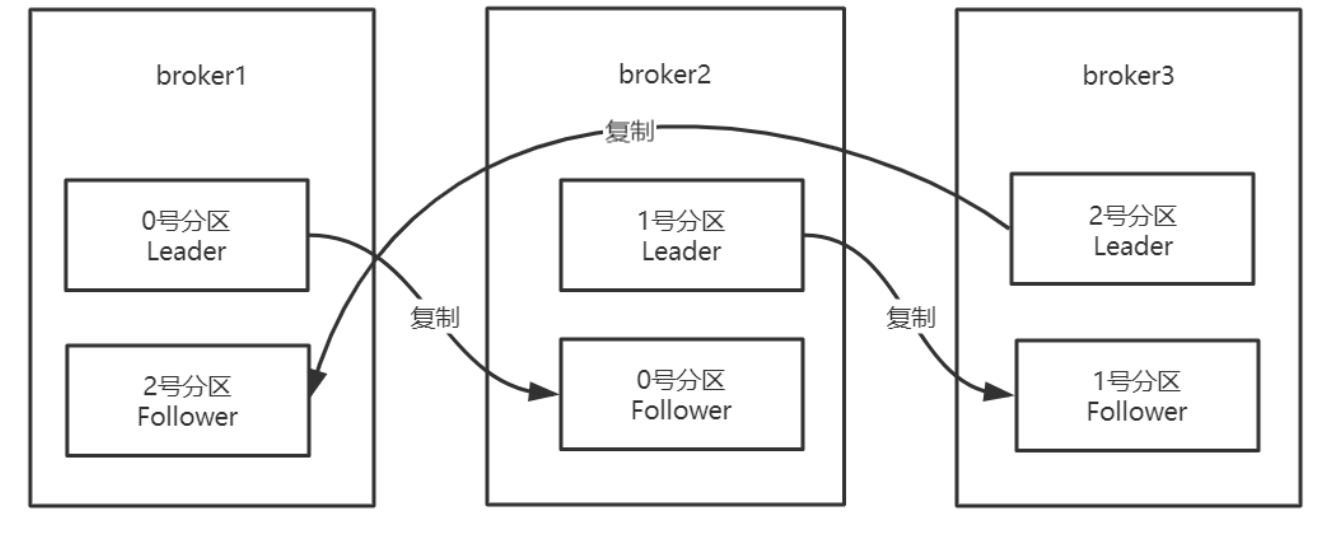 broker1
broker2
broker3
复制
0号分区
Leader
1号分区
Leader
2号分区
Leader
复制
复制
2号分区
Follower
0号分区
Follower
1号分区
Follower